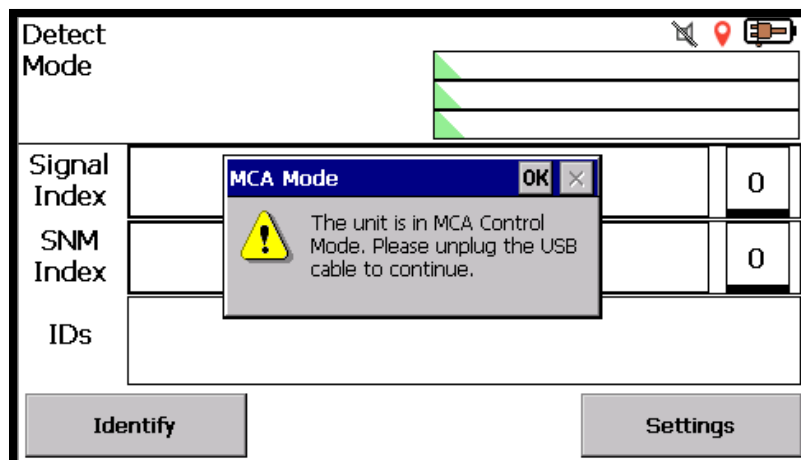 Detect
Mode
Signal
Index
0
MCA Mode
OK
The unit is in MCA Control
Mode. Please unplug the USB
cable to continue.
SNM
Index
0
IDs
Identify
Settings